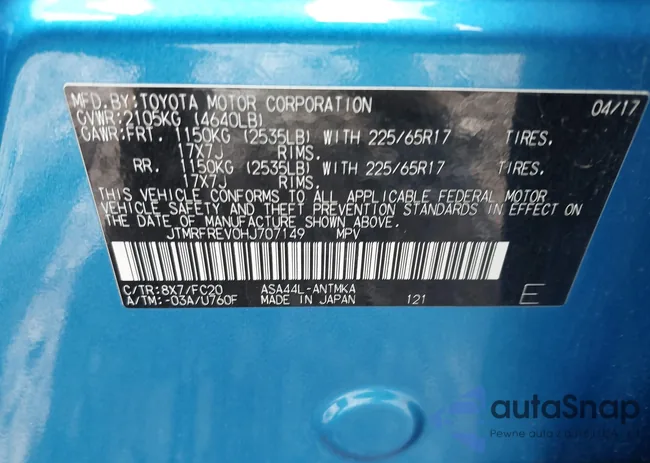 MFD.BY:TOYOTA MOTOR CORPORATION 04/17
GVWR:2105KG (4640LB)
GAWR:FRT. 1150KG (2535LB) WITH 225/65R17 TIRES.
17X7J RIMS.
RR. 1150KG (2535LB) WITH 225/65R17 TIRES.
17X7J RIMS.
THIS VEHICLE CONFORMS TO ALL APPLICABLE FEDERAL MOTOR
VEHICLE SAFETY AND THEFT PREVENTION STANDARDS IN EFFECT ON
THE DATE OF MANUFACTURE SHOWN ABOVE.
JTMRFREV0HJ707149 MPV
C/TR:8X7/FC20 ASA44L-ANTMKA
A/TM:-03A/U760F MADE IN JAPAN 121 E
autaSnap
Pewne auta z